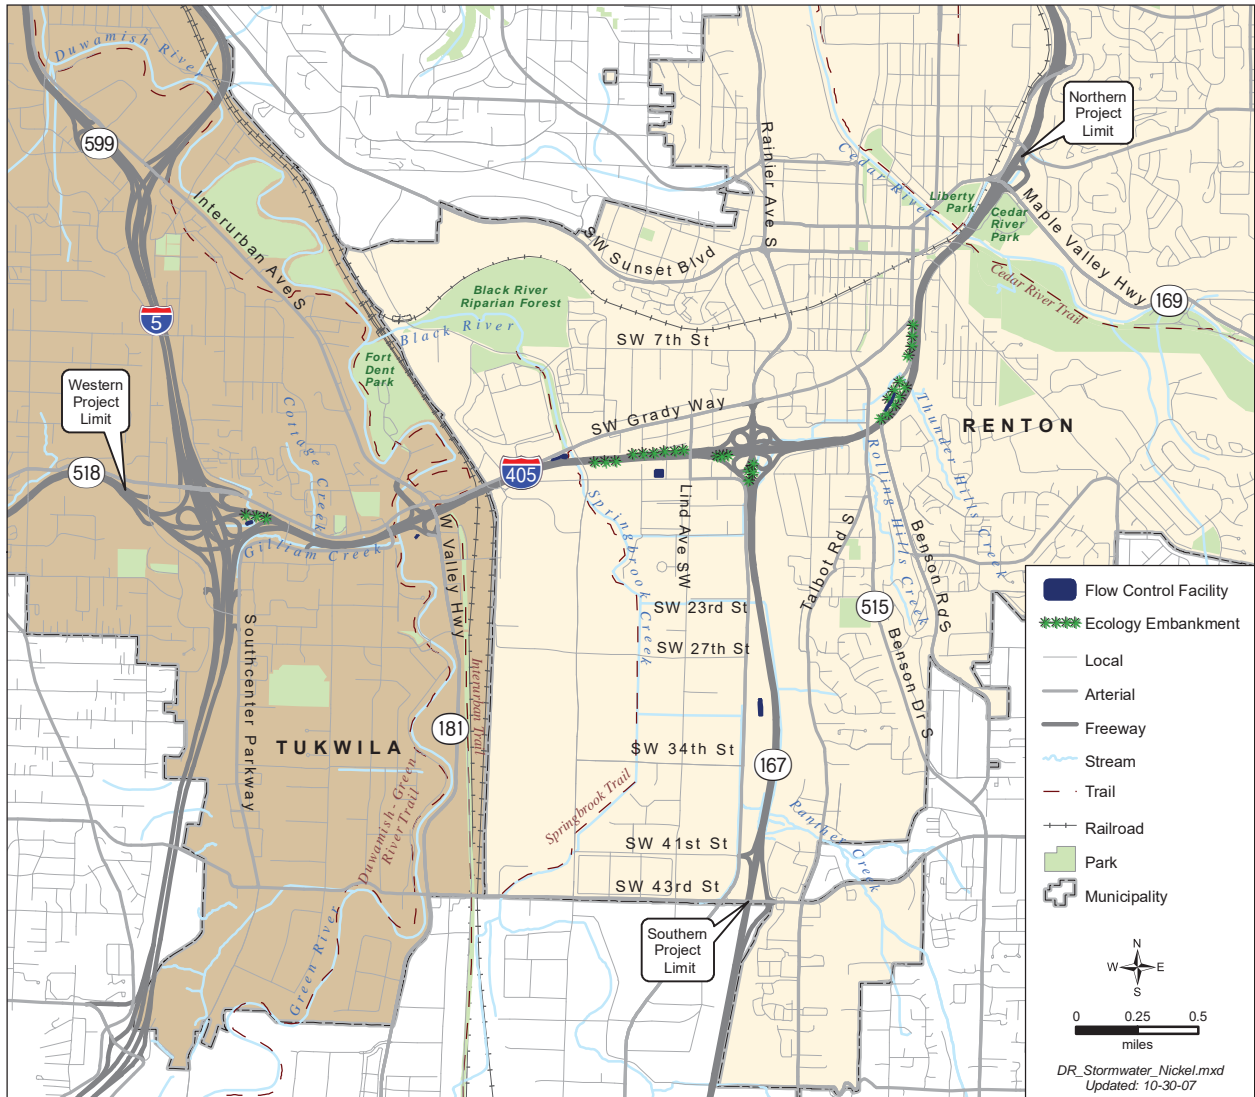 Duwamish River
599
Interurban Ave S
5
Western
Project
Limit
518
Cottage Creek
Gilliam Creek
Southcenter Parkway
TUKWILA
Duwamish - Green
River Trail
Green River
181
Interurban Trail
W Valley Hwy
Fort
Dent
Park
Black River
Black River
Riparian Forest
SW Sunset Blvd
Rainier Ave S
SW 7th St
SW Grady Way
405
Springbrook Creek
Lind Ave SW
SW 23rd St
SW 27th St
SW 34th St
Springbrook Trail
SW 41st St
SW 43rd St
Southern
Project
Limit
167
Panther Creek
Talbot Rd S
515
Benson Dr S
Benson Rd S
Rolling Hills Creek
Thunder Hills Creek
RENTON
Cedar River
Liberty
Park
Cedar
River
Park
Cedar River Trail
Maple Valley Hwy
169
Northern
Project
Limit
Flow Control Facility
Ecology Embankment
Local
Arterial
Freeway
Stream
Trail
Railroad
Park
Municipality
N
W E
S
0 0.25 0.5
miles
DR_Stormwater_Nickel.mxd
Updated: 10-30-07